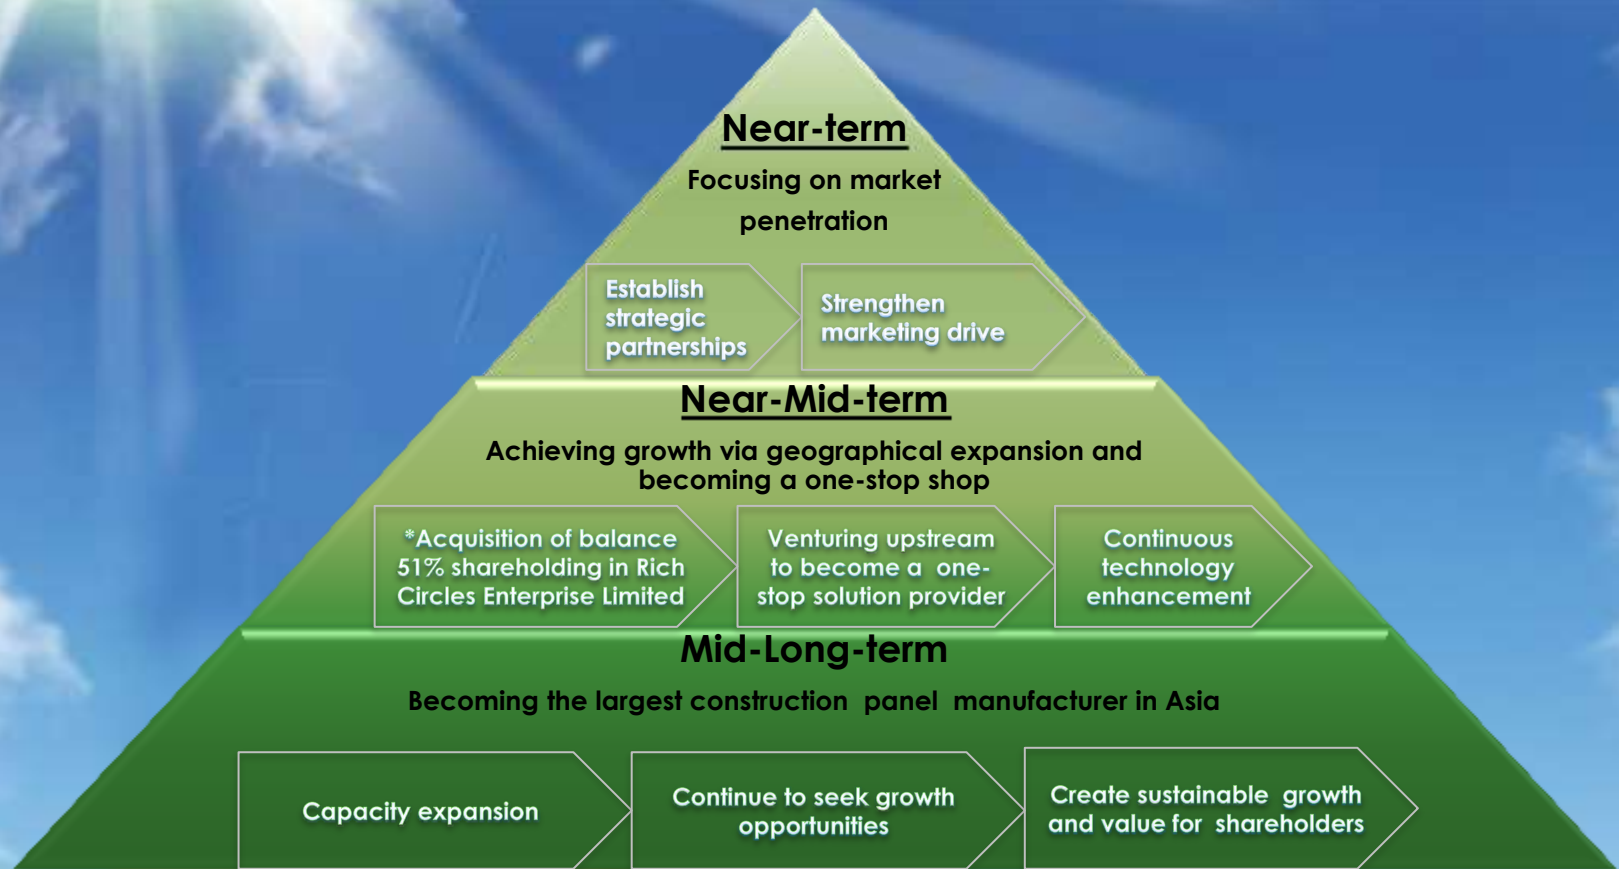 Near-term
Focusing on market
penetration
Establish
strategic
partnerships
Strengthen
marketing drive
Near-Mid-term
Achieving growth via geographical expansion and
becoming a one-stop shop
*Acquisition of balance
51% shareholding in Rich
Circles Enterprise Limited
Venturing upstream
to become a one-
stop solution provider
Continuous
technology
enhancement
Mid-Long-term
Becoming the largest construction panel manufacturer in Asia
Capacity expansion
Continue to seek growth
opportunities
Create sustainable growth
and value for shareholders